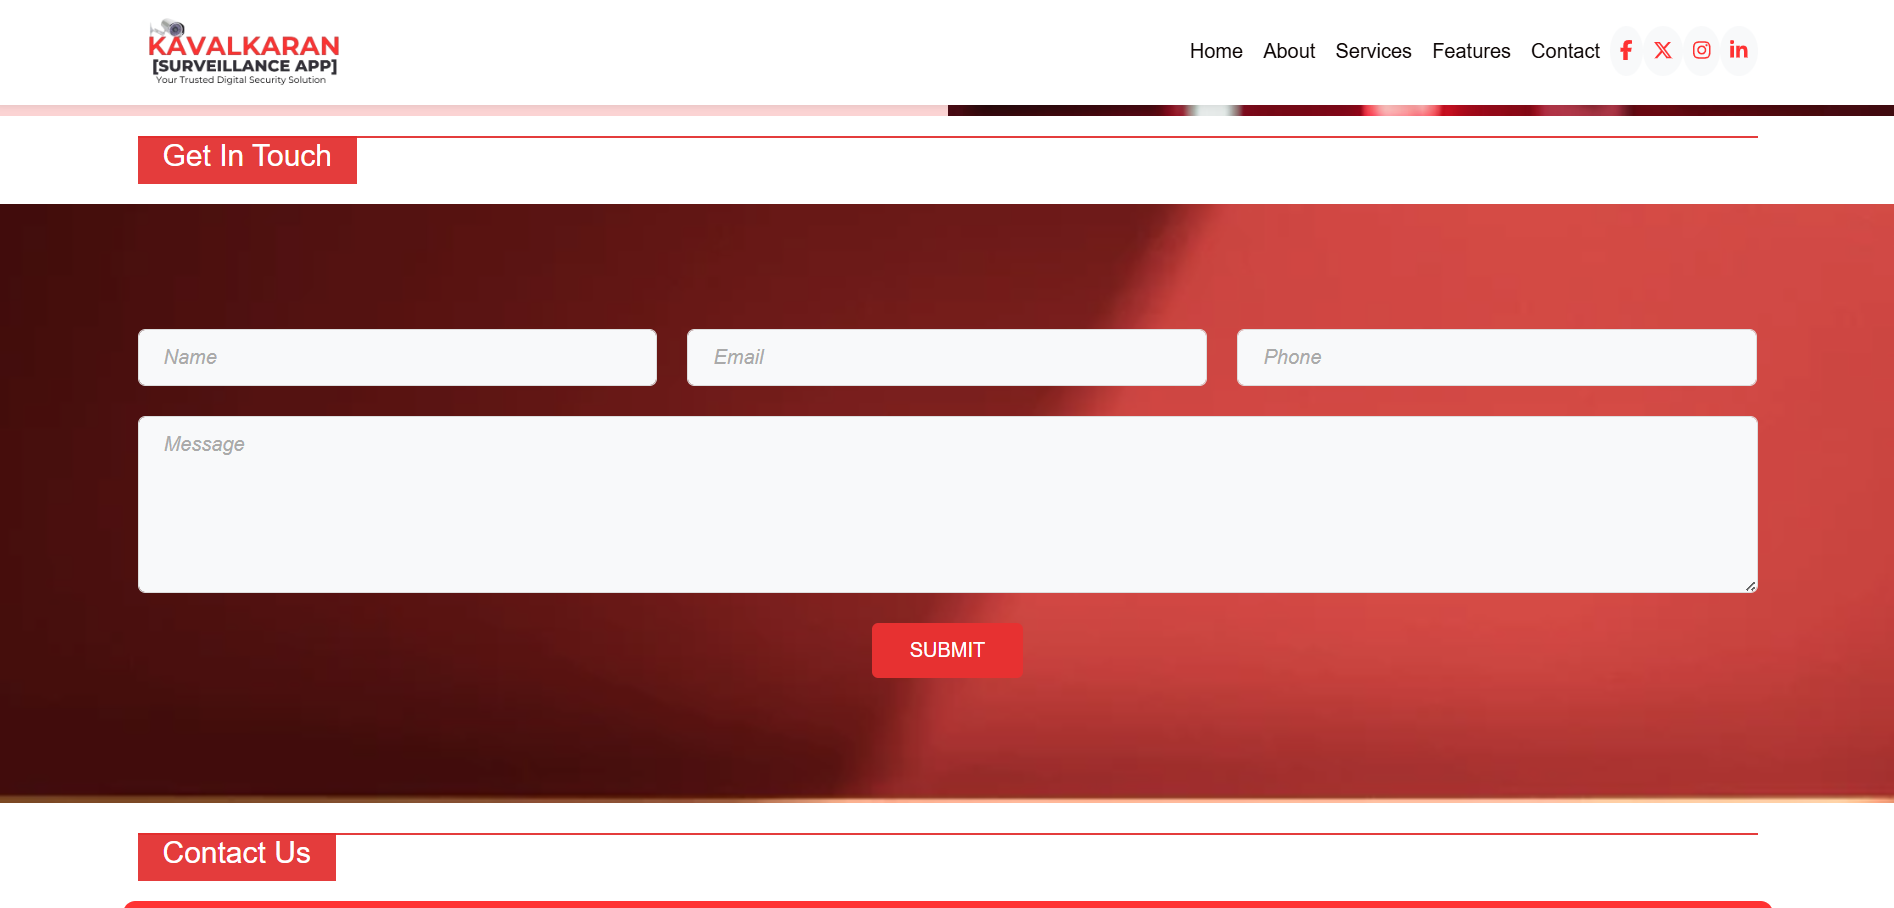 KAVALKARAN
[SURVEILLANCE APP]
Your Trusted Digital Security Solution
Home About Services Features Contact
Get In Touch
Name Email Phone
Message
SUBMIT
Contact Us